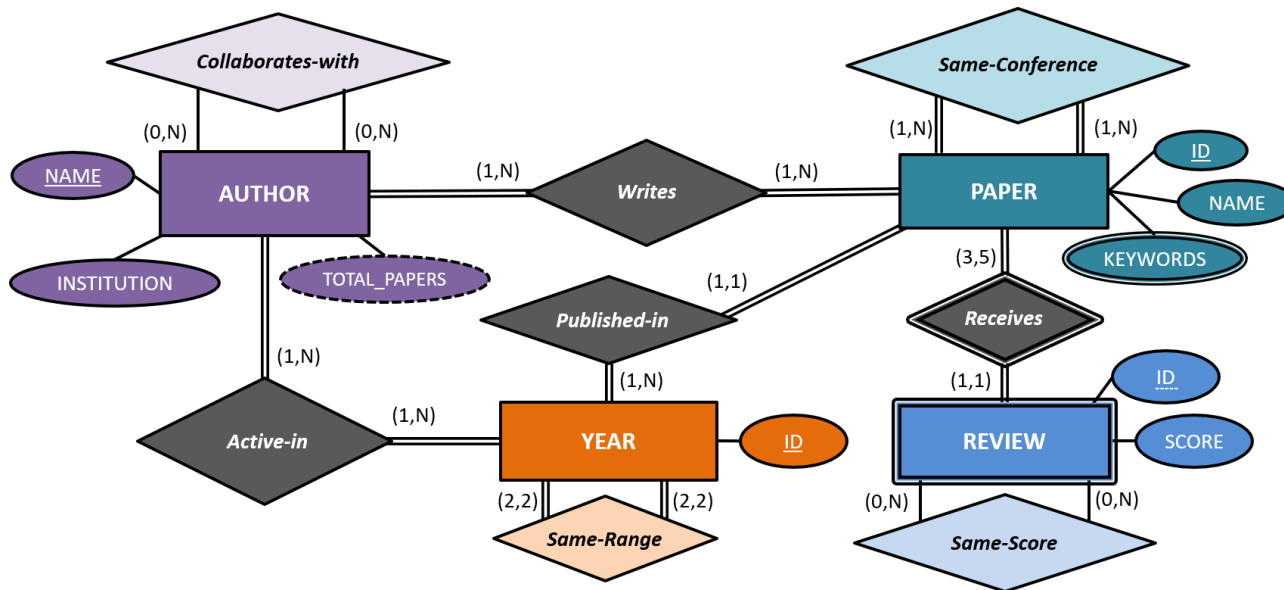 Collaborates-with
Same-Conference
(0,N)
(0,N)
(1,N)
(1,N)
NAME
AUTHOR
(1,N)
Writes
(1,N)
PAPER
ID
NAME
KEYWORDS
INSTITUTION
TOTAL_PAPERS
(3,5)
(1,1)
Published-in
Receives
(1,N)
(1,N)
(1,1)
ID
(1,N)
Active-in
YEAR
ID
REVIEW
SCORE
(2,2)
(2,2)
(0,N)
(0,N)
Same-Range
Same-Score